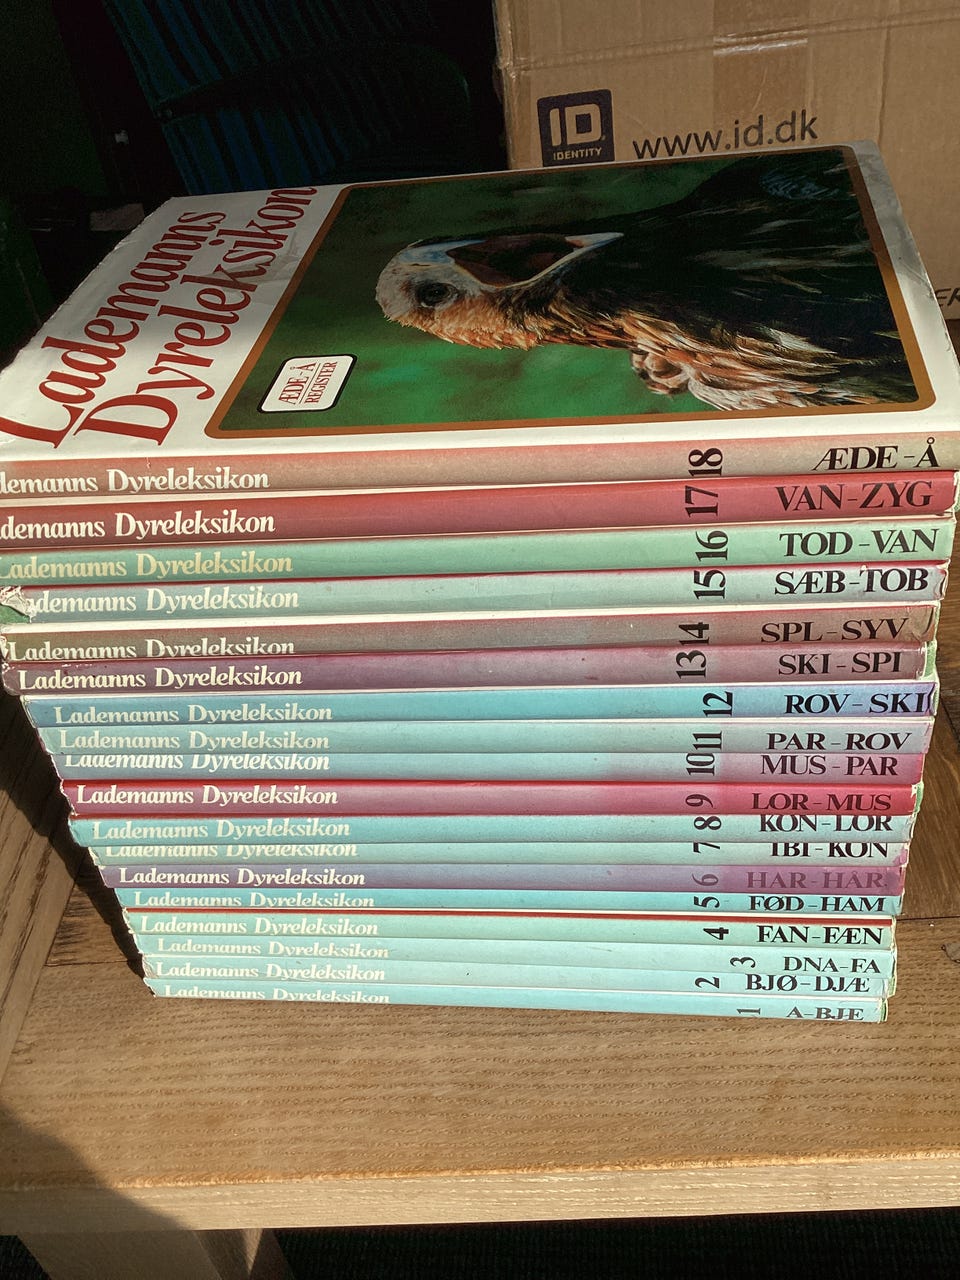 ID
IDENTITY
www.id.dk
Lademanns
Dyreleksikon
ÆDE-Å
REGISTER
demanns Dyreleksikon 18 ÆDE-Å
demanns Dyreleksikon 17 VAN-ZYG
Lademanns Dyreleksikon 16 TOD-VAN
demanns Dyreleksikon 15 SÆB-TOB
Lademanns Dyreleksikon 14 SPL-SYV
Lademanns Dyreleksikon 13 SKI-SPI
Lademanns Dyreleksikon 12 ROV-SKI
Lademanns Dyreleksikon 11 PAR-ROV
Lademanns Dyreleksikon 10 MUS-PAR
Lademanns Dyreleksikon 9 LOR-MUS
Lademanns Dyreleksikon 8 KON-LOR
Lademanns Dyreleksikon 7 IBI-KON
Lademanns Dyreleksikon 6 HAR-HÅR
Lademanns Dyreleksikon 5 FØD-HAM
Lademanns Dyreleksikon 4 FAN-FÆN
Lademanns Dyreleksikon 3 DNA-FA
Lademanns Dyreleksikon 2 BJØ-DJÆ
Lademanns Dyreleksikon 1 A-BJE